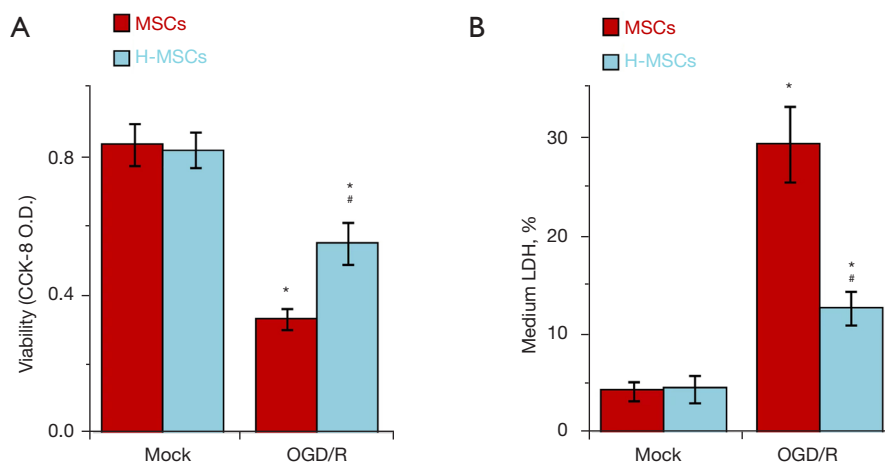 A
MSCs
H-MSCs
Viability (CCK-8 O.D.)
0.8
0.4
0.0
*
*
#
Mock
OGD/R
B
MSCs
H-MSCs
Medium LDH, %
30
20
10
0
*
*
#
Mock
OGD/R